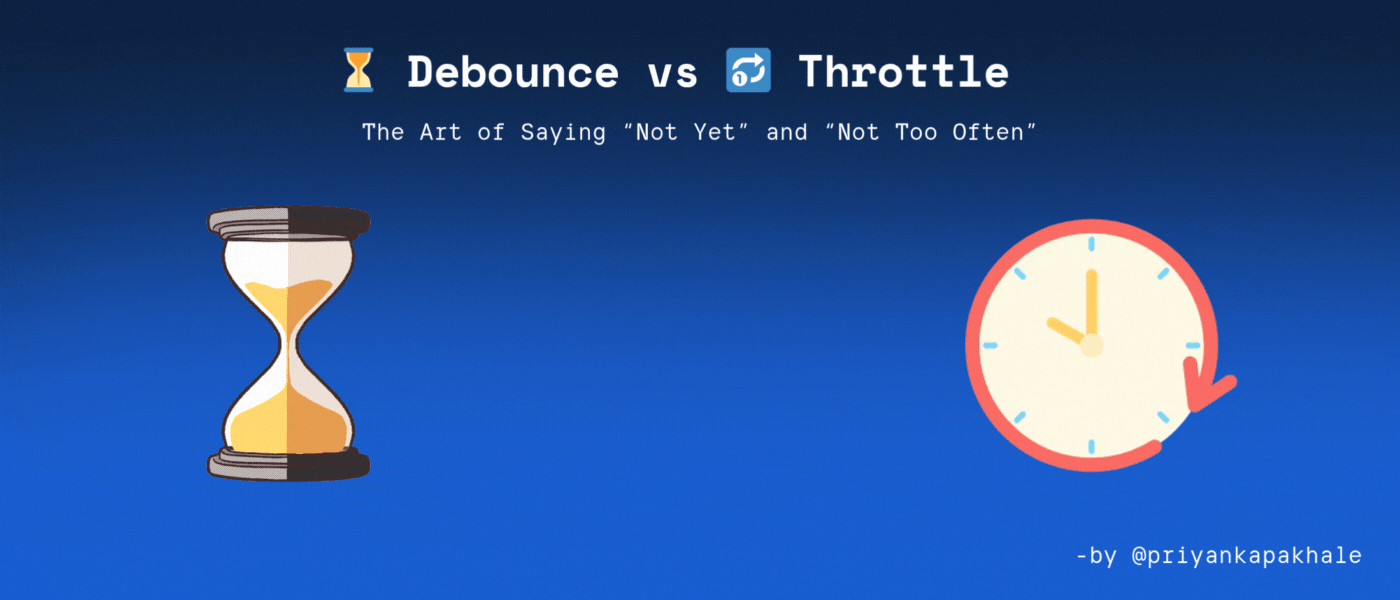 ⏳ Debounce vs 🔂 Throttle
The Art of Saying “Not Yet” and “Not Too Often”
-by @priyankapakhale